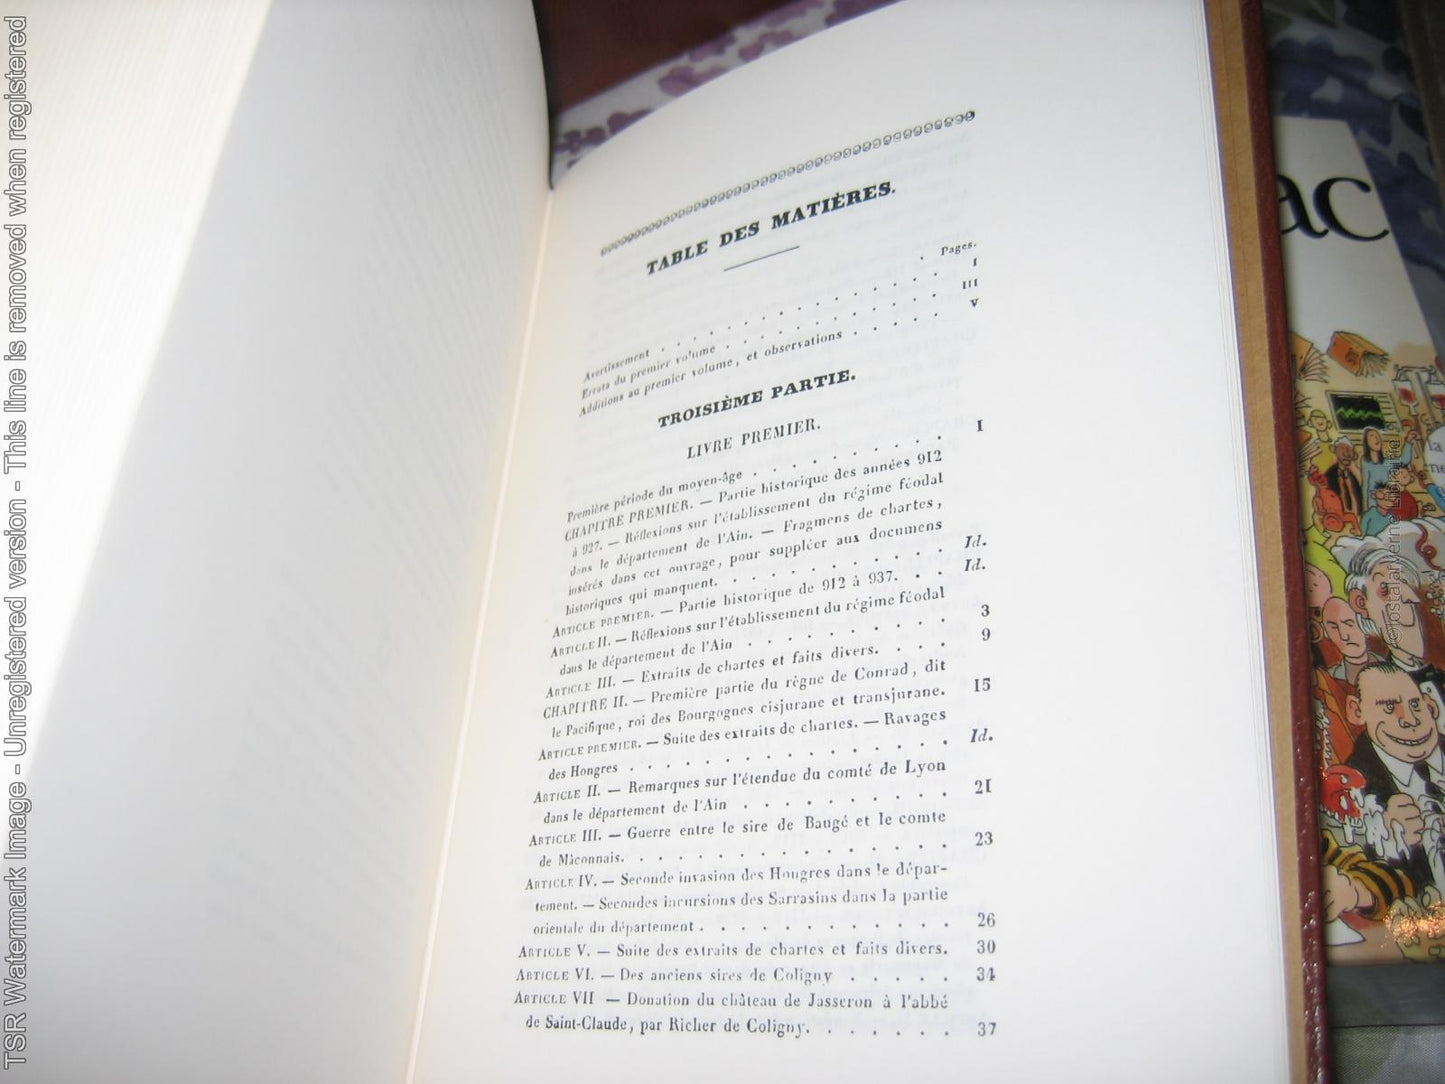 TABLE DES MATIÈRES.
Pages.
Avertissement . . . . . . . . . . I
Errata du premier volume . . . . . . . . . III
Additions au premier volume, et observations . . . . . V
TROISIÈME PARTIE.
LIVRE PREMIER.
Première période du moyen-âge . . . . . . . . 1
CHAPITRE PREMIER. — Partie historique des années 912
à 927. — Réflexions sur l'établissement du régime féodal
dans le département de l'Ain. — Fragmens de chartes,
insérés dans cet ouvrage, pour suppléer aux documens
historiques qui manquent. . . . . . . . . . Id.
ARTICLE PREMIER. — Partie historique de 912 à 937. . . Id.
ARTICLE II. — Réflexions sur l'établissement du régime féodal
dans le département de l'Ain . . . . . . . . 3
ARTICLE III. — Extraits de chartes et faits divers. . . . 9
CHAPITRE II. — Première partie du règne de Conrad, dit
le Pacifique, roi des Bourgognes cisjurane et transjurane. 15
ARTICLE PREMIER. — Suite des extraits de chartes. — Ravages
des Hongres . . . . . . . . . . . . . Id.
ARTICLE II. — Remarques sur l'étendue du comté de Lyon
dans le département de l'Ain . . . . . . . . . 21
ARTICLE III. — Guerre entre le sire de Baugé et le comte
de Mâconnais. . . . . . . . . . . . . . 23
ARTICLE IV. — Seconde invasion des Hongres dans le dépar-
tement. — Secondes incursions des Sarrasins dans la partie
orientale du département . . . . . . . . . . 26
ARTICLE V. — Suite des extraits de chartes et faits divers. 30
ARTICLE VI. — Des anciens sires de Coligny . . . . . 34
ARTICLE VII — Donation du château de Jasseron à l'abbé
de Saint-Claude, par Richer de Coligny. . . . . . . 37
ac
la
©Jostalarverne Librairie
TSR Watermark Image - Unregistered version - This line is removed when registered